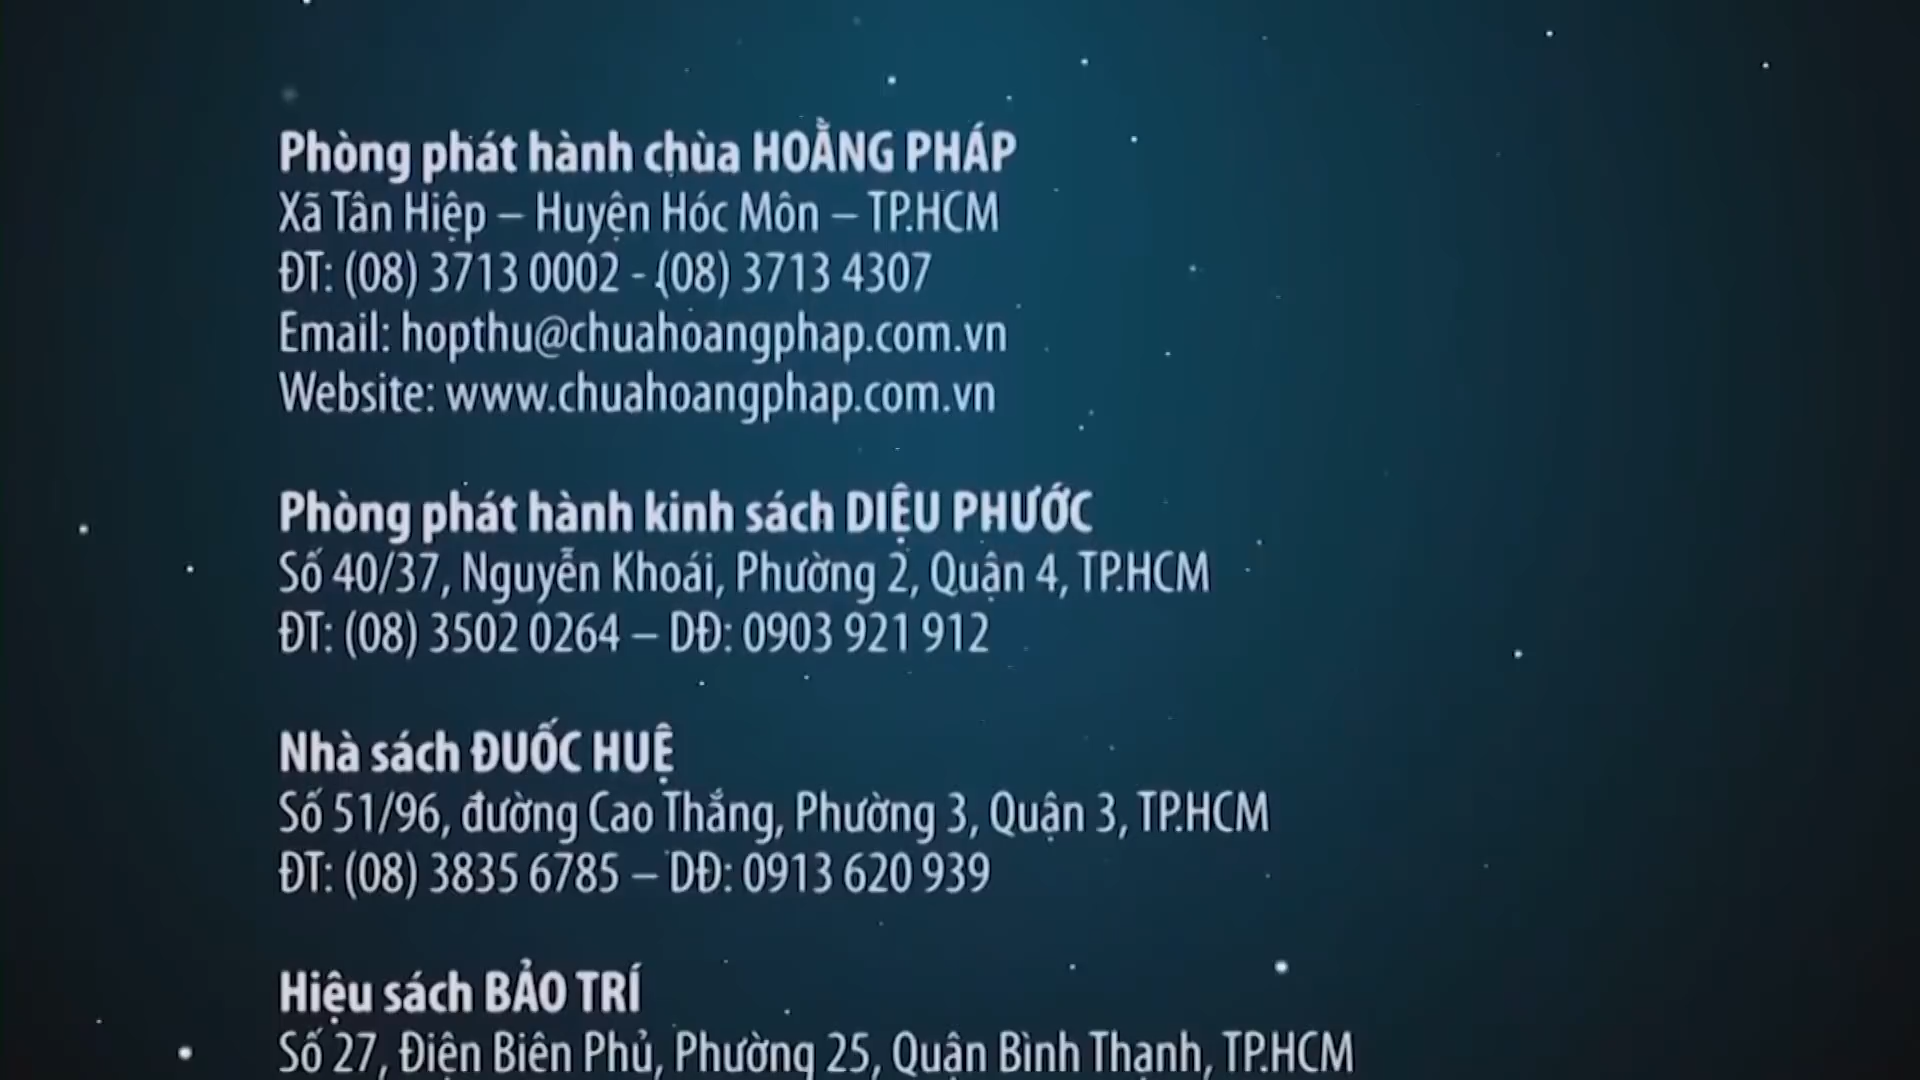 Phòng phát hành chùa HOẰNG PHÁP
Xã Tân Hiệp – Huyện Hóc Môn – TP.HCM
ĐT: (08) 3713 0002 - (08) 3713 4307
Email: hopthu@chuahoangphap.com.vn
Website: www.chuahoangphap.com.vn
Phòng phát hành kinh sách DIỆU PHƯỚC
Số 40/37, Nguyễn Khoái, Phường 2, Quận 4, TP.HCM
ĐT: (08) 3502 0264 – DĐ: 0903 921 912
Nhà sách ĐUỐC HUỆ
Số 51/96, đường Cao Thắng, Phường 3, Quận 3, TP.HCM
ĐT: (08) 3835 6785 – DĐ: 0913 620 939
Hiệu sách BẢO TRÍ
Số 27, Điện Biên Phủ, Phường 25, Quận Bình Thạnh, TP.HCM